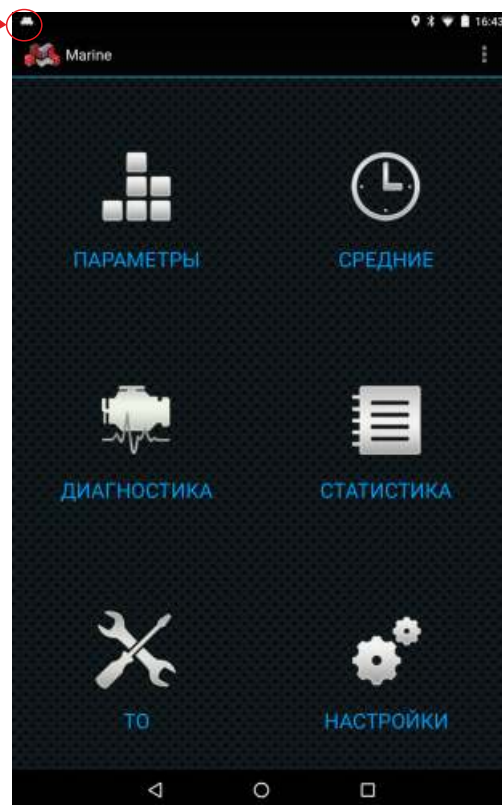 16:43
Marine
ПАРАМЕТРЫ
СРЕДНИЕ
ДИАГНОСТИКА
СТАТИСТИКА
ТО
НАСТРОЙКИ